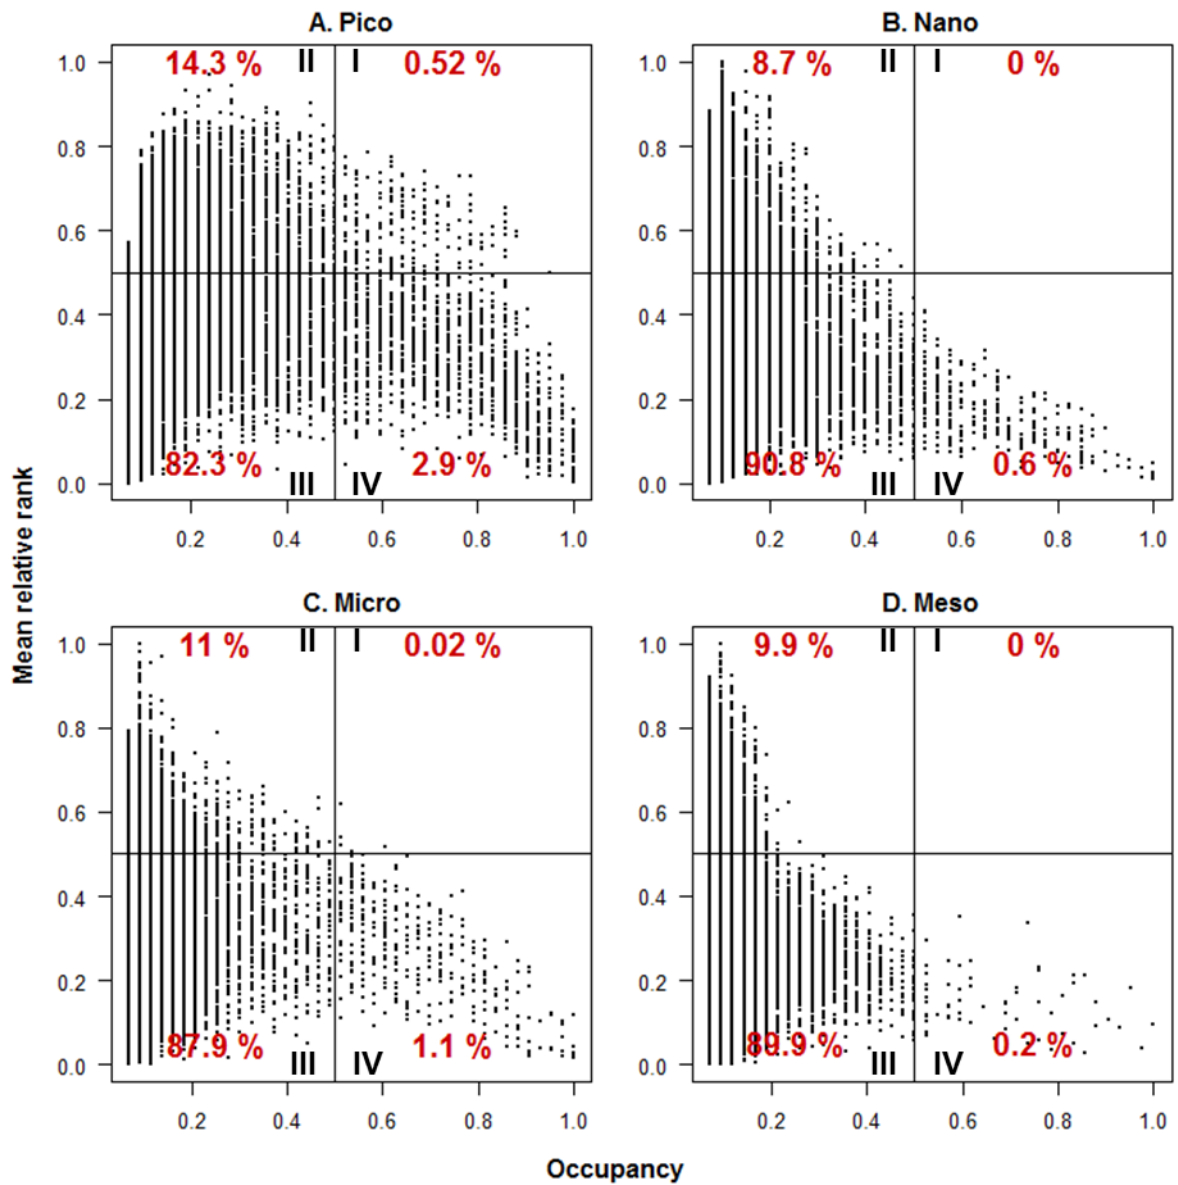 A. Pico
B. Nano
14.3 % II I 0.52 %
8.7 % II I 0 %
1.0
0.8
0.6
0.4
0.2
0.0
1.0
0.8
0.6
0.4
0.2
0.0
82.3 % III IV 2.9 %
90.8 % III IV 0.6 %
0.2 0.4 0.6 0.8 1.0
0.2 0.4 0.6 0.8 1.0
Mean relative rank
C. Micro
D. Meso
11 % II I 0.02 %
9.9 % II I 0 %
1.0
0.8
0.6
0.4
0.2
0.0
1.0
0.8
0.6
0.4
0.2
0.0
87.9 % III IV 1.1 %
89.9 % III IV 0.2 %
0.2 0.4 0.6 0.8 1.0
0.2 0.4 0.6 0.8 1.0
Occupancy